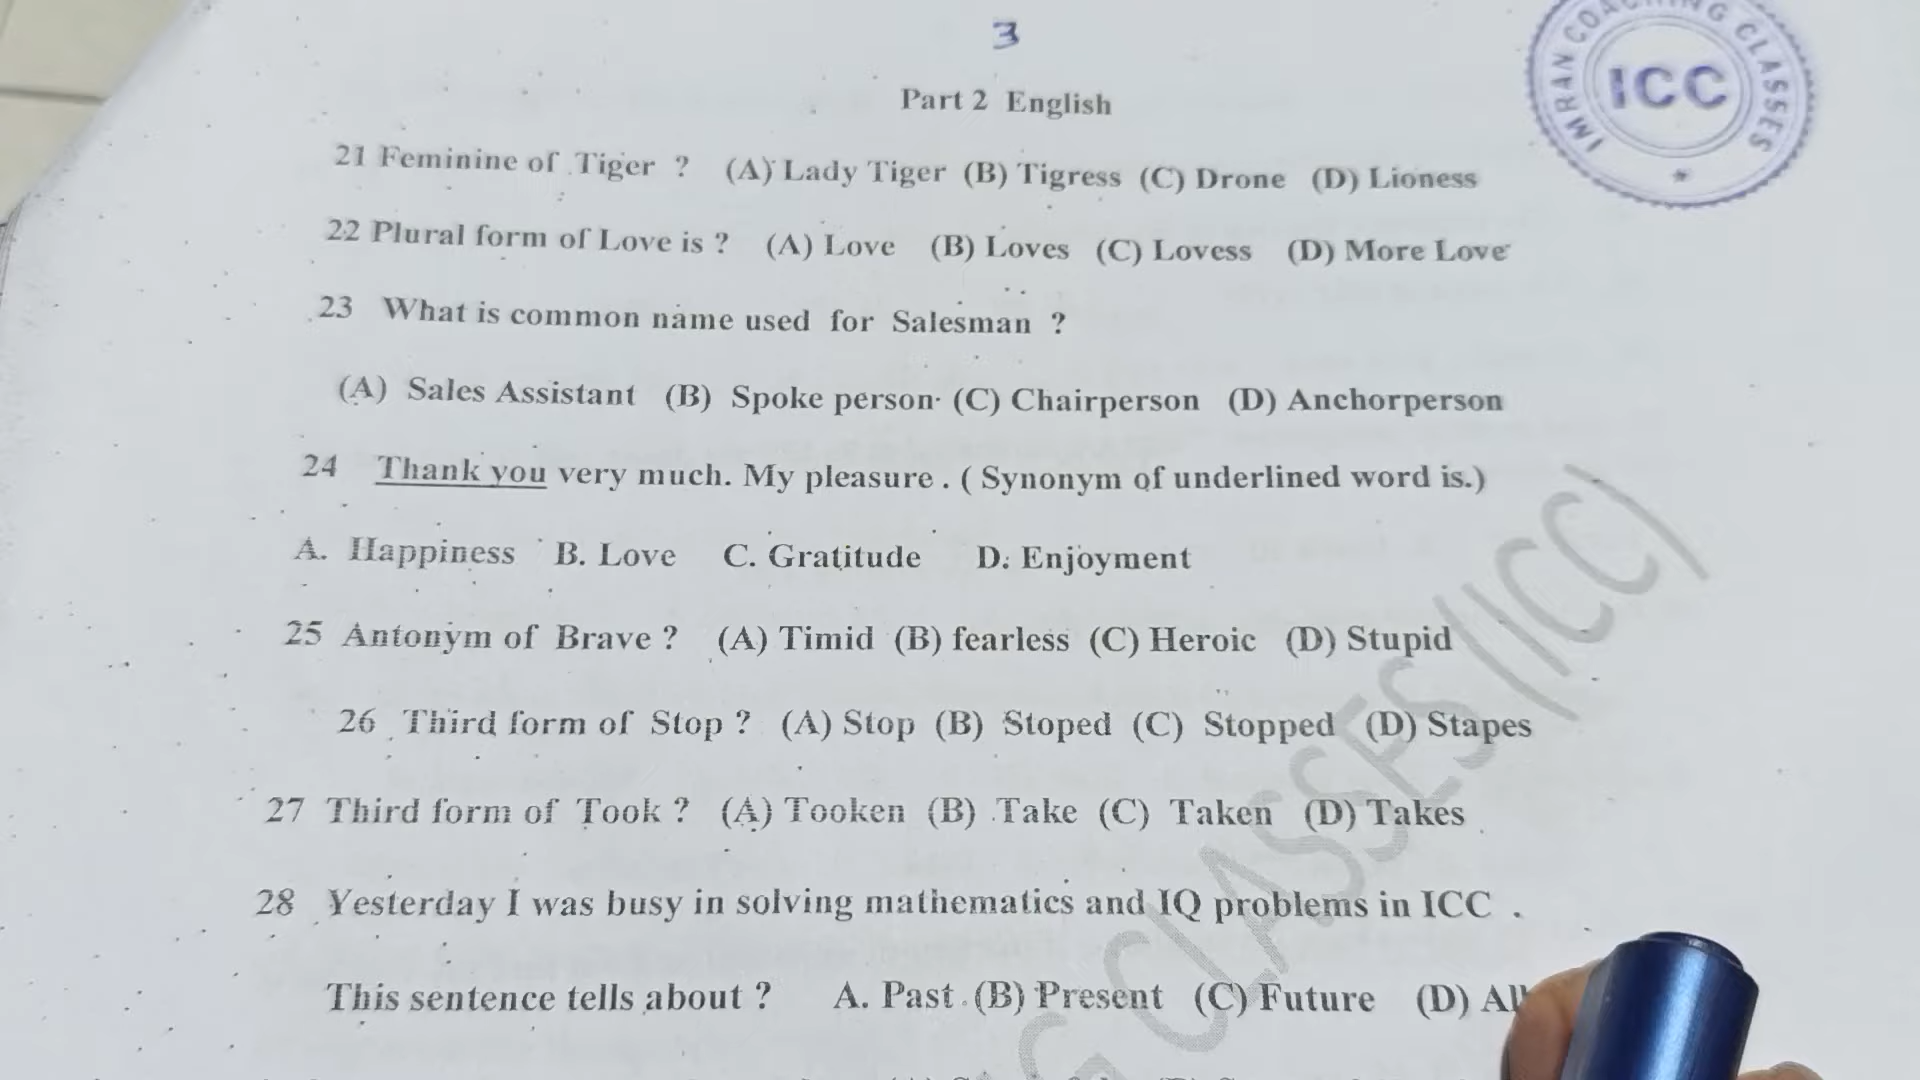 3
IMRAN COACHING CLASSES
ICC
Part 2 English
21 Feminine of Tiger ? (A) Lady Tiger (B) Tigress (C) Drone (D) Lioness
22 Plural form of Love is ? (A) Love (B) Loves (C) Lovess (D) More Love
23 What is common name used for Salesman ?
(A) Sales Assistant (B) Spoke person (C) Chairperson (D) Anchorperson
24 Thank you very much. My pleasure . ( Synonym of underlined word is.)
A. Happiness B. Love C. Gratitude D. Enjoyment
25 Antonym of Brave ? (A) Timid (B) fearless (C) Heroic (D) Stupid
26 Third form of Stop ? (A) Stop (B) Stoped (C) Stopped (D) Stapes
27 Third form of Took ? (A) Tooken (B) Take (C) Taken (D) Takes
28 Yesterday I was busy in solving mathematics and IQ problems in ICC .
This sentence tells about ? A. Past (B) Present (C) Future (D) All
CLASSES (ICC)